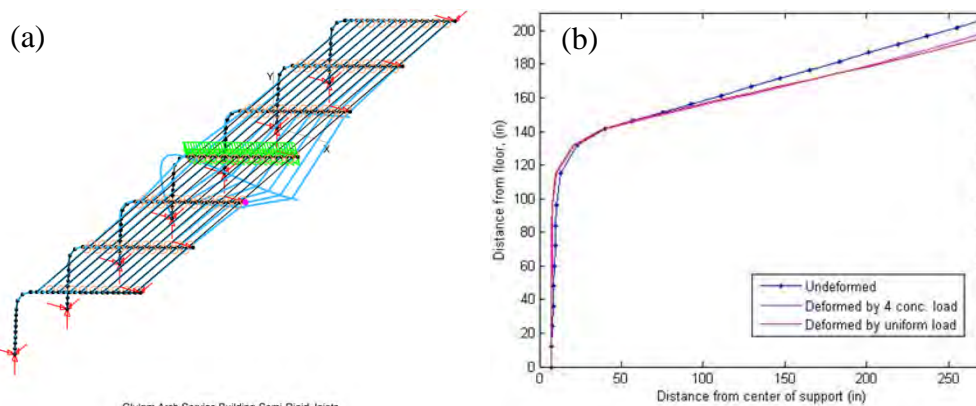 (a)
Y
X
(b)
200
180
160
140
120
100
80
60
40
20
0
Distance from floor, (in)
Undeformed
Deformed by 4 conc. load
Deformed by uniform load
0
50
100
150
200
250
Distance from center of support (in)